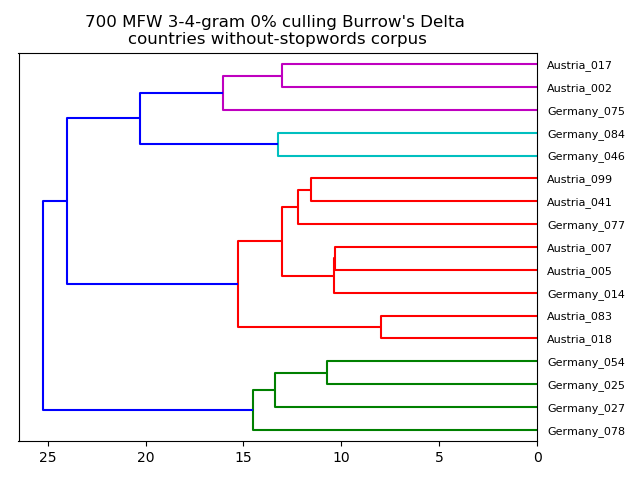 700 MFW 3-4-gram 0% culling Burrow's Delta
countries without-stopwords corpus
Austria_017
Austria_002
Germany_075
Germany_084
Germany_046
Austria_099
Austria_041
Germany_077
Austria_007
Austria_005
Germany_014
Austria_083
Austria_018
Germany_054
Germany_025
Germany_027
Germany_078
25 20 15 10 5 0